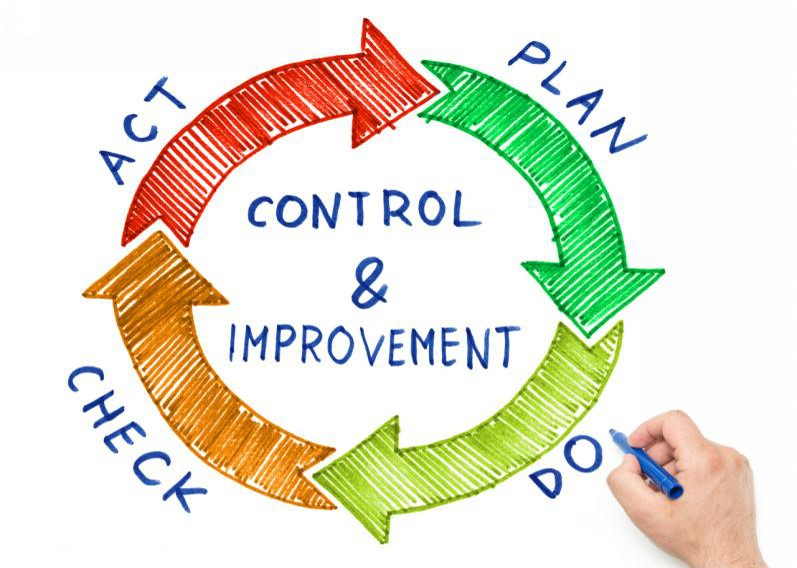 ACT
PLAN
CONTROL
&
IMPROVEMENT
CHECK
DO